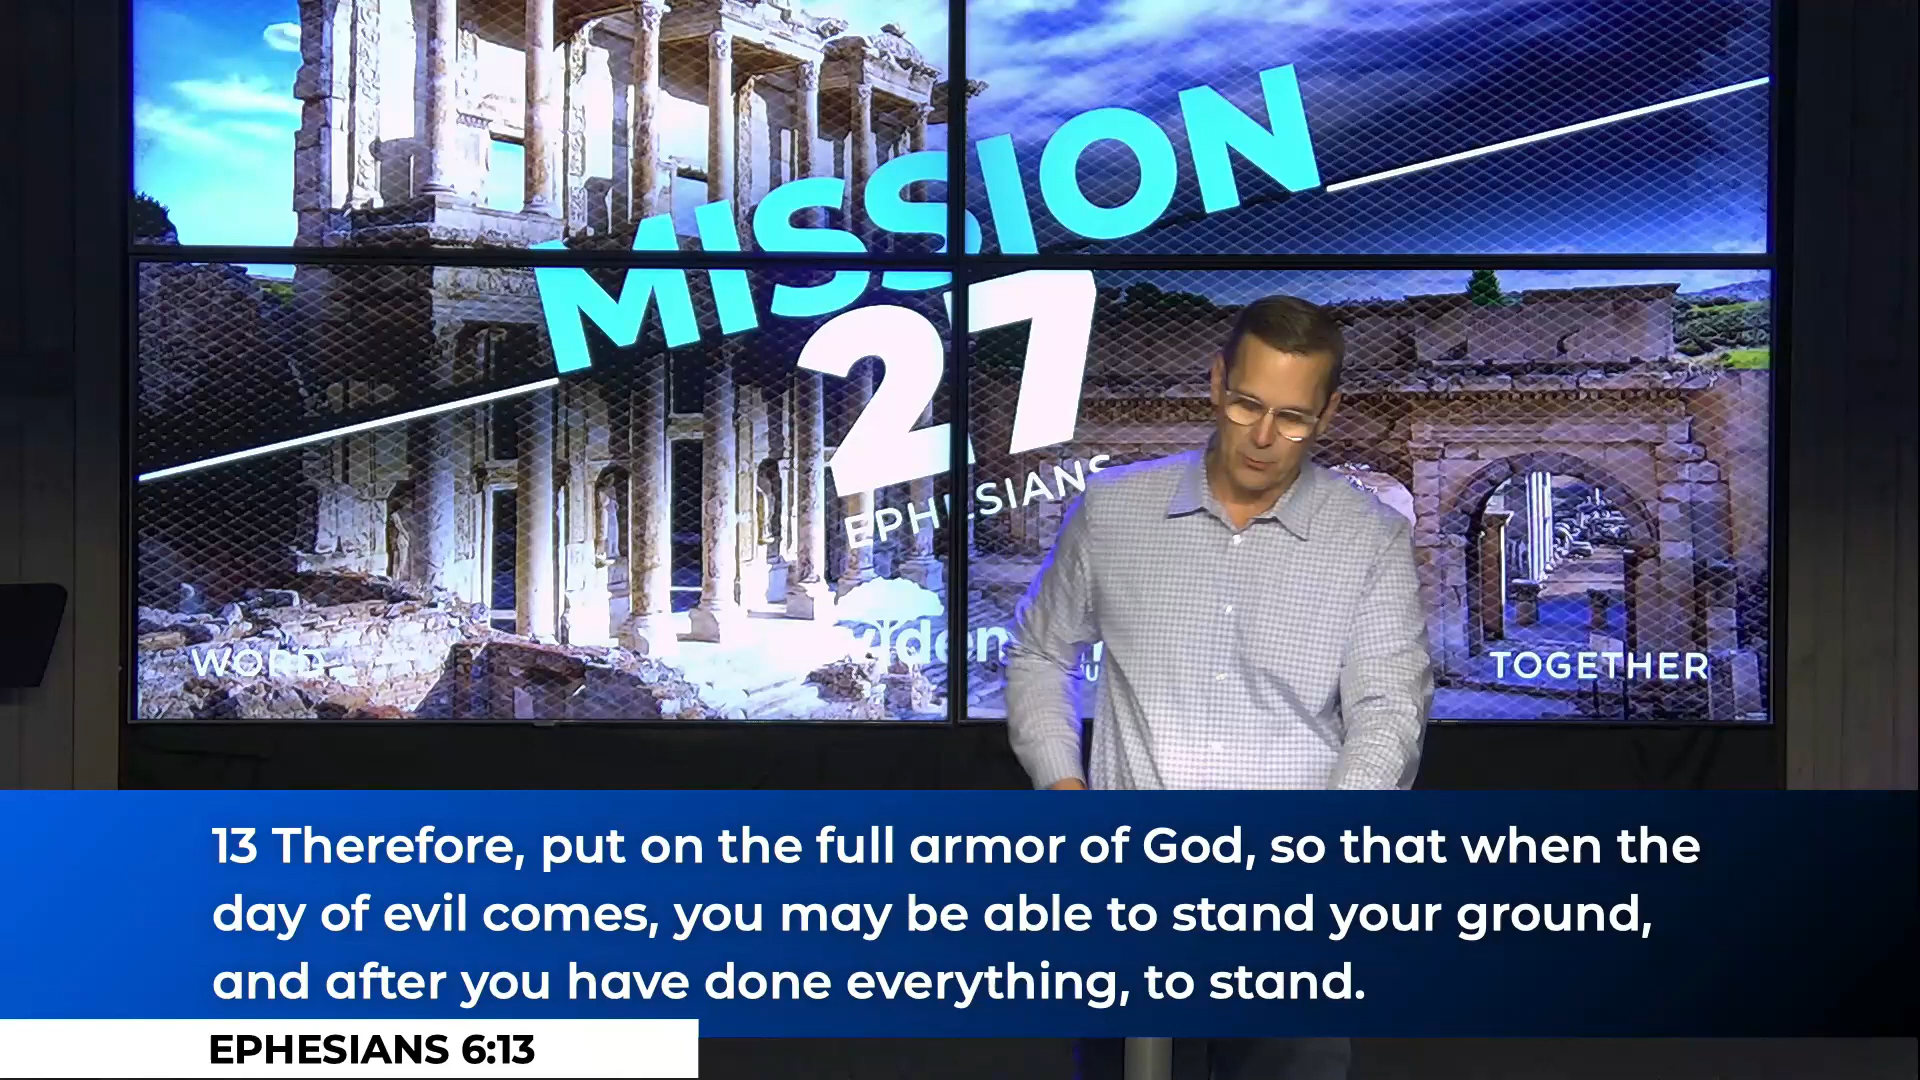 MISSION
27
EPHESIANS
WORD
TOGETHER
13 Therefore, put on the full armor of God, so that when the
day of evil comes, you may be able to stand your ground,
and after you have done everything, to stand.
EPHESIANS 6:13